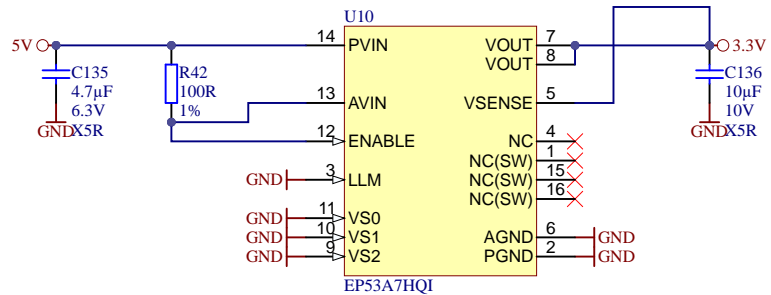 U10
5V
14
PVIN
VOUT
7
3.3V
VOUT
8
C135
4.7µF
6.3V
X5R
GND
R42
100R
1%
13
AVIN
VSENSE
5
C136
10µF
10V
X5R
GND
12
ENABLE
NC
4
NC(SW)
1
GND
3
LLM
NC(SW)
15
NC(SW)
16
GND
11
VS0
GND
10
VS1
AGND
6
GND
GND
9
VS2
PGND
2
GND
EP53A7HQI